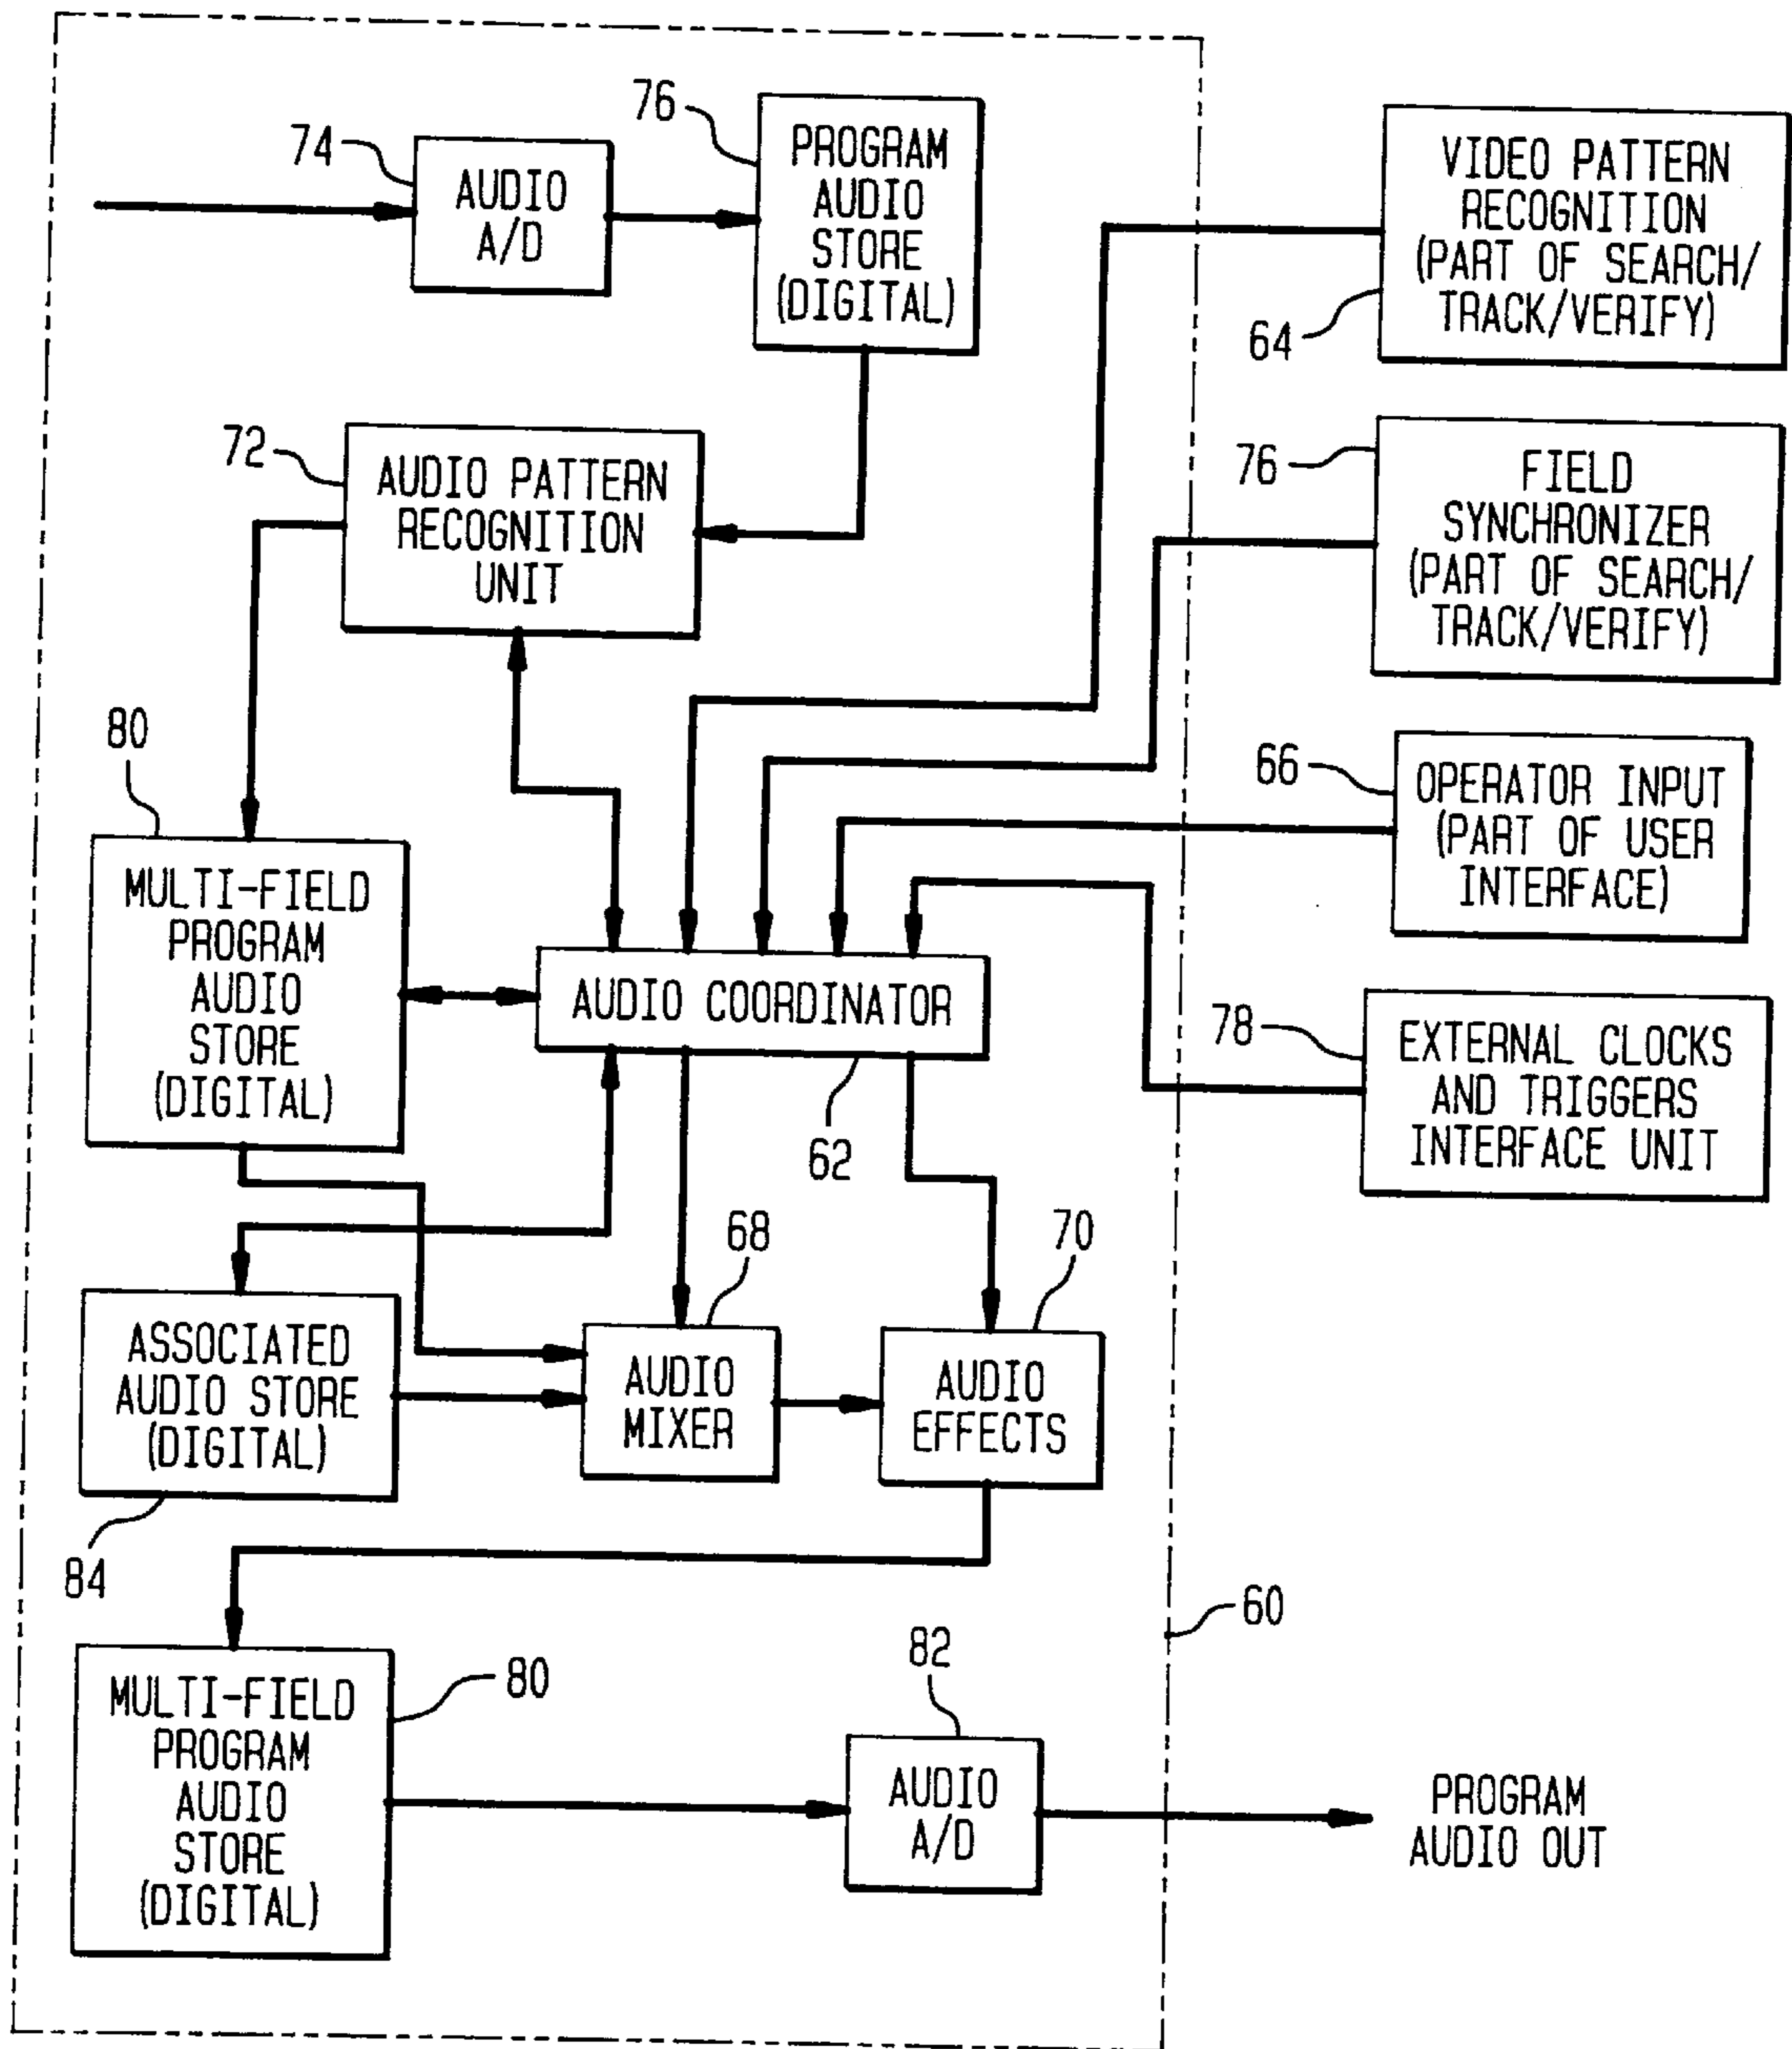 76
PROGRAM
AUDIO
STORE
(DIGITAL)
74
AUDIO
A/D
VIDEO PATTERN
RECOGNITION
(PART OF SEARCH/
TRACK/VERIFY)
64
72
AUDIO PATTERN
RECOGNITION
UNIT
76
FIELD
SYNCHRONIZER
(PART OF SEARCH/
TRACK/VERIFY)
80
MULTI-FIELD
PROGRAM
AUDIO
STORE
(DIGITAL)
66
OPERATOR INPUT
(PART OF USER
INTERFACE)
AUDIO COORDINATOR
62
78
EXTERNAL CLOCKS
AND TRIGGERS
INTERFACE UNIT
ASSOCIATED
AUDIO STORE
(DIGITAL)
84
68
AUDIO
MIXER
70
AUDIO
EFFECTS
60
MULTI-FIELD
PROGRAM
AUDIO
STORE
(DIGITAL)
80
82
AUDIO
A/D
PROGRAM
AUDIO OUT